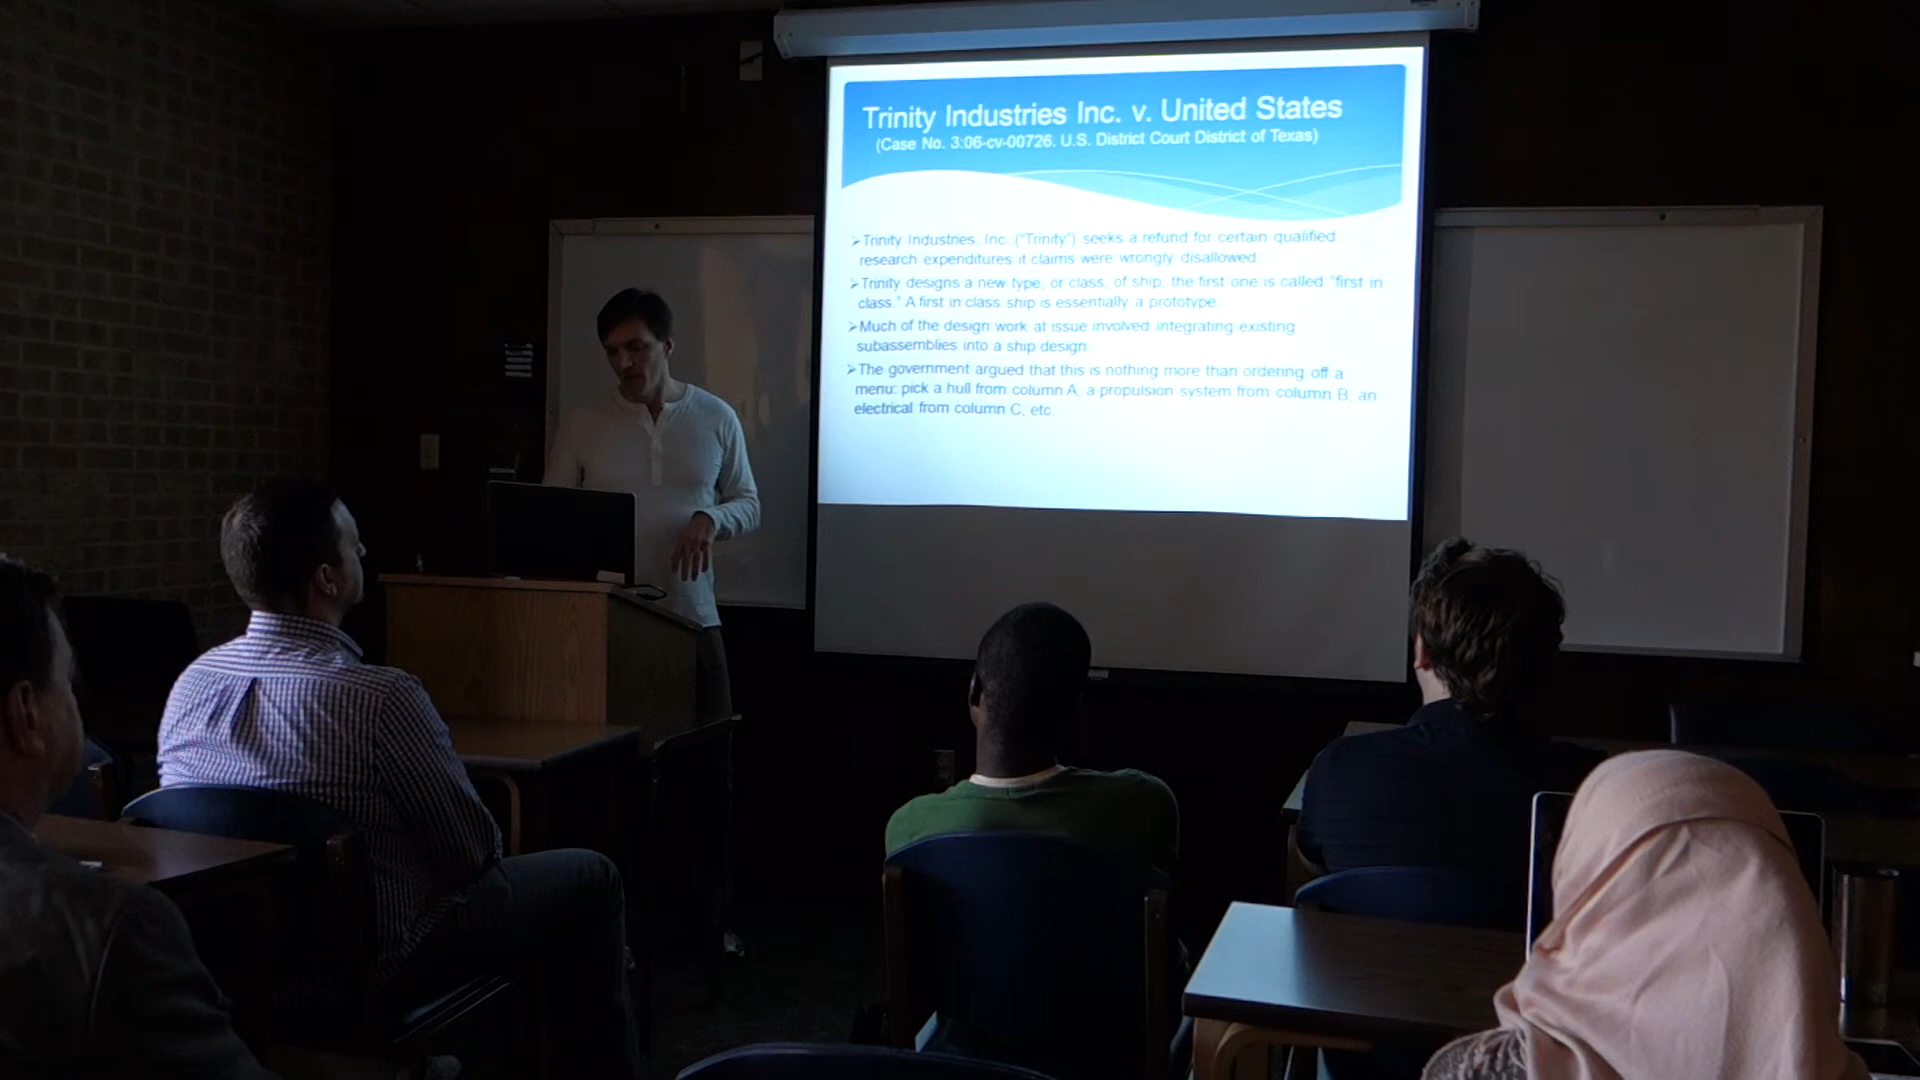 Trinity Industries Inc. v. United States
(Case No. 3:06-cv-00726. U.S. District Court District of Texas)
➢Trinity Industries, Inc. ("Trinity") seeks a refund for certain qualified
research expenditures it claims were wrongly disallowed.
➢Trinity designs a new type, or class, of ship, the first one is called "first in
class." A first in class ship is essentially a prototype.
➢Much of the design work at issue involved integrating existing
subassemblies into a ship design.
➢The government argued that this is nothing more than ordering off a
menu: pick a hull from column A, a propulsion system from column B, an
electrical from column C, etc.